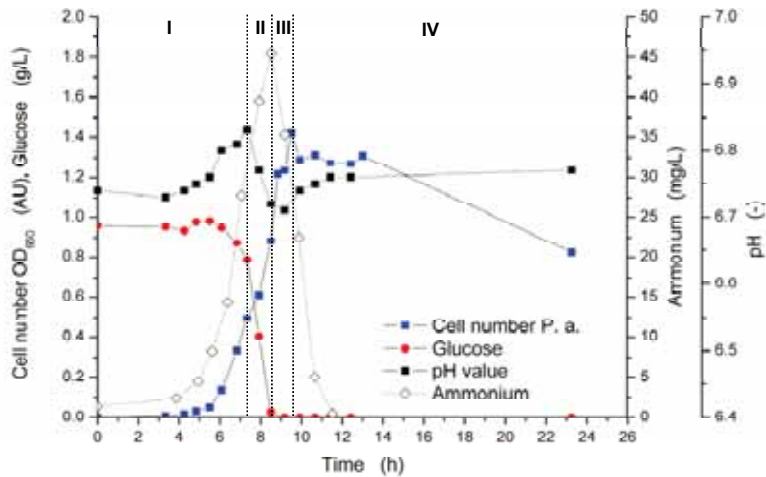 I II III IV
Cell number OD₆₀₀ (AU), Glucose (g/L)
2.0
1.8
1.6
1.4
1.2
1.0
0.8
0.6
0.4
0.2
0.0
50
45
40
35
30
25
20
15
10
5
0
Ammonium (mg/L)
7.0
6.9
6.8
6.7
6.0
6.5
6.4
pH (-)
Cell number P. a.
Glucose
pH value
Ammonium
0 2 4 6 8 10 12 14 16 18 20 22 24 26
Time (h)